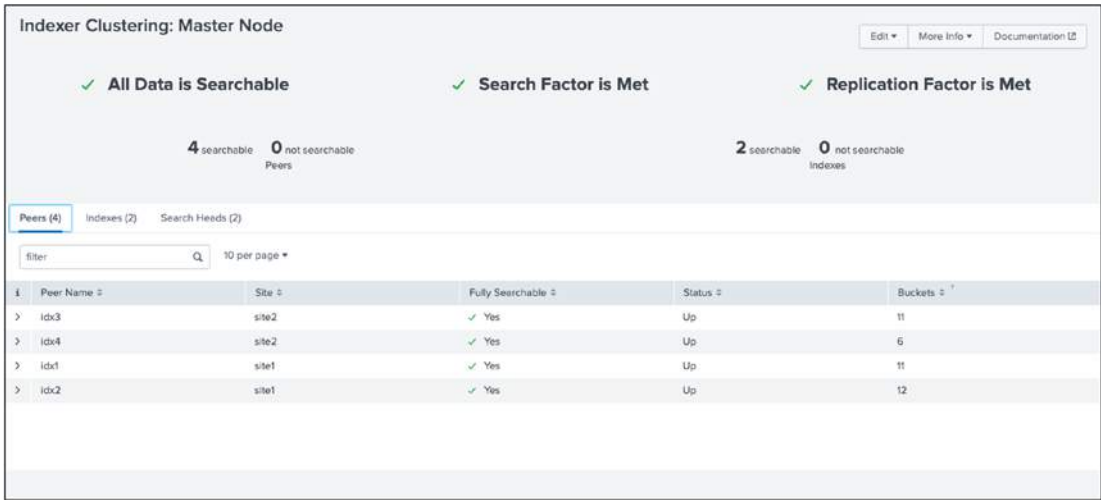 Indexer Clustering: Master Node
Edit More Info Documentation
All Data is Searchable Search Factor is Met Replication Factor is Met
4 searchable 0 not searchable 2 searchable 0 not searchable
Peers Indexes
Peers (4) Indexes (2) Search Heads (2)
filter 10 per page
i Peer Name Site Fully Searchable Status Buckets
idx3 site2 Yes Up 11
idx4 site2 Yes Up 6
idx1 site1 Yes Up 11
idx2 site1 Yes Up 12